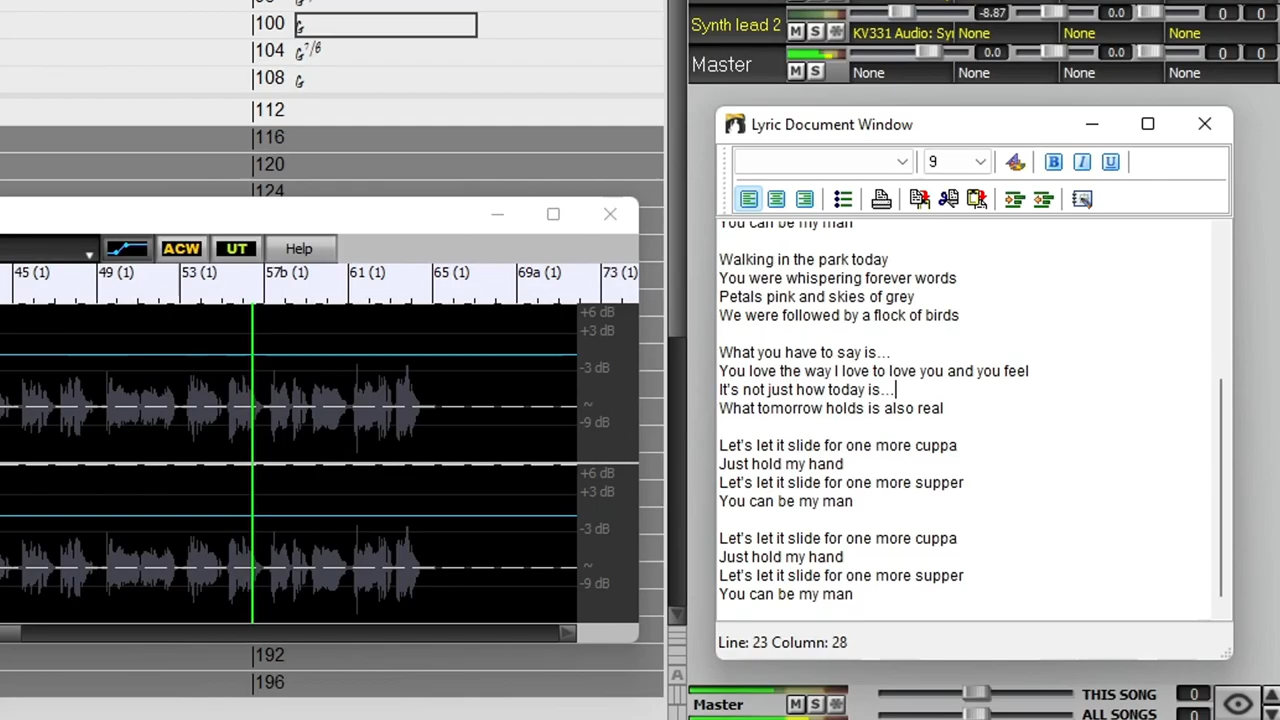 100 G
104 G7/6
108 G
112
116
120
124
ACW UT Help
45 (1) 49 (1) 53 (1) 57b (1) 61 (1) 65 (1) 69a (1) 73 (1)
+6 dB
+3 dB
-3 dB
~
-9 dB
+6 dB
+3 dB
-3 dB
~
-9 dB
192
196
Synth lead 2 M S -8.87 0.0 0 0
KV331 Audio: Syn None None None
Master M S 0.0 0.0 0 0
None None None None
Lyric Document Window
9 B I U
You can be my man
Walking in the park today
You were whispering forever words
Petals pink and skies of grey
We were followed by a flock of birds
What you have to say is…
You love the way I love to love you and you feel
It's not just how today is…
What tomorrow holds is also real
Let's let it slide for one more cuppa
Just hold my hand
Let's let it slide for one more supper
You can be my man
Let's let it slide for one more cuppa
Just hold my hand
Let's let it slide for one more supper
You can be my man
Line: 23 Column: 28
A
Master M S THIS SONG 0
ALL SONGS 0